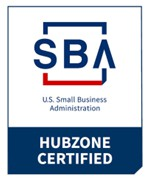 SBA
U.S. Small Business
Administration
HUBZONE
CERTIFIED